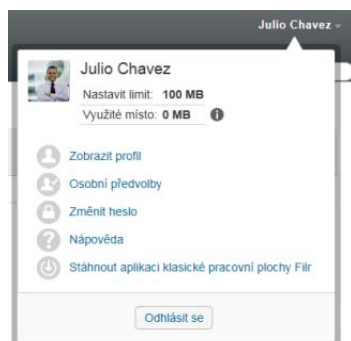 Julio Chavez
Julio Chavez
Nastavit limit: 100 MB
Využité místo: 0 MB
Zobrazit profil
Osobní předvolby
Změnit heslo
Nápověda
Stáhnout aplikaci klasické pracovní plochy Filr
Odhlásit se